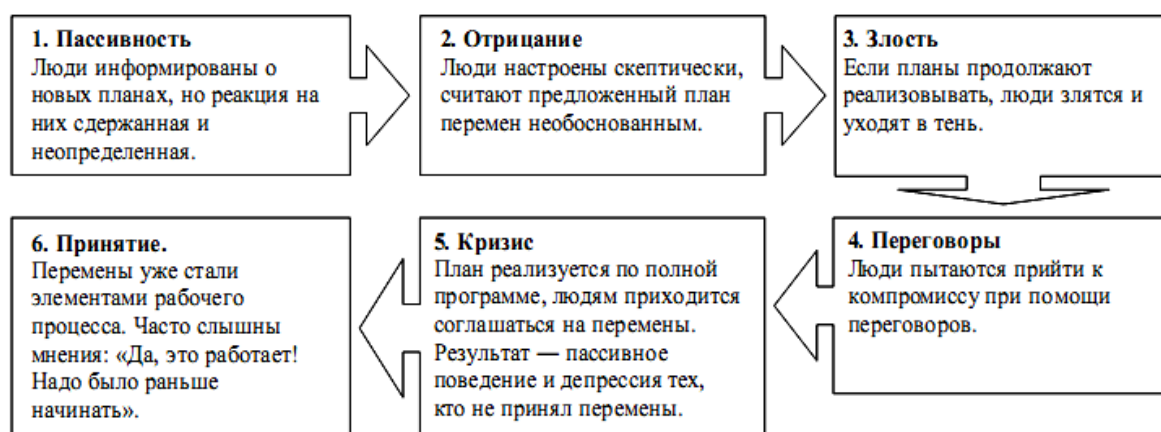 1. Пассивность
Люди информированы о
новых планах, но реакция на
них сдержанная и
неопределенная.
2. Отрицание
Люди настроены скептически,
считают предложенный план
перемен необоснованным.
3. Злость
Если планы продолжают
реализовывать, люди злятся и
уходят в тень.
4. Переговоры
Люди пытаются прийти к
компромиссу при помощи
переговоров.
5. Кризис
План реализуется по полной
программе, людям приходится
соглашаться на перемены.
Результат — пассивное
поведение и депрессия тех,
кто не принял перемены.
6. Принятие.
Перемены уже стали
элементами рабочего
процесса. Часто слышны
мнения: «Да, это работает!
Надо было раньше
начинать».